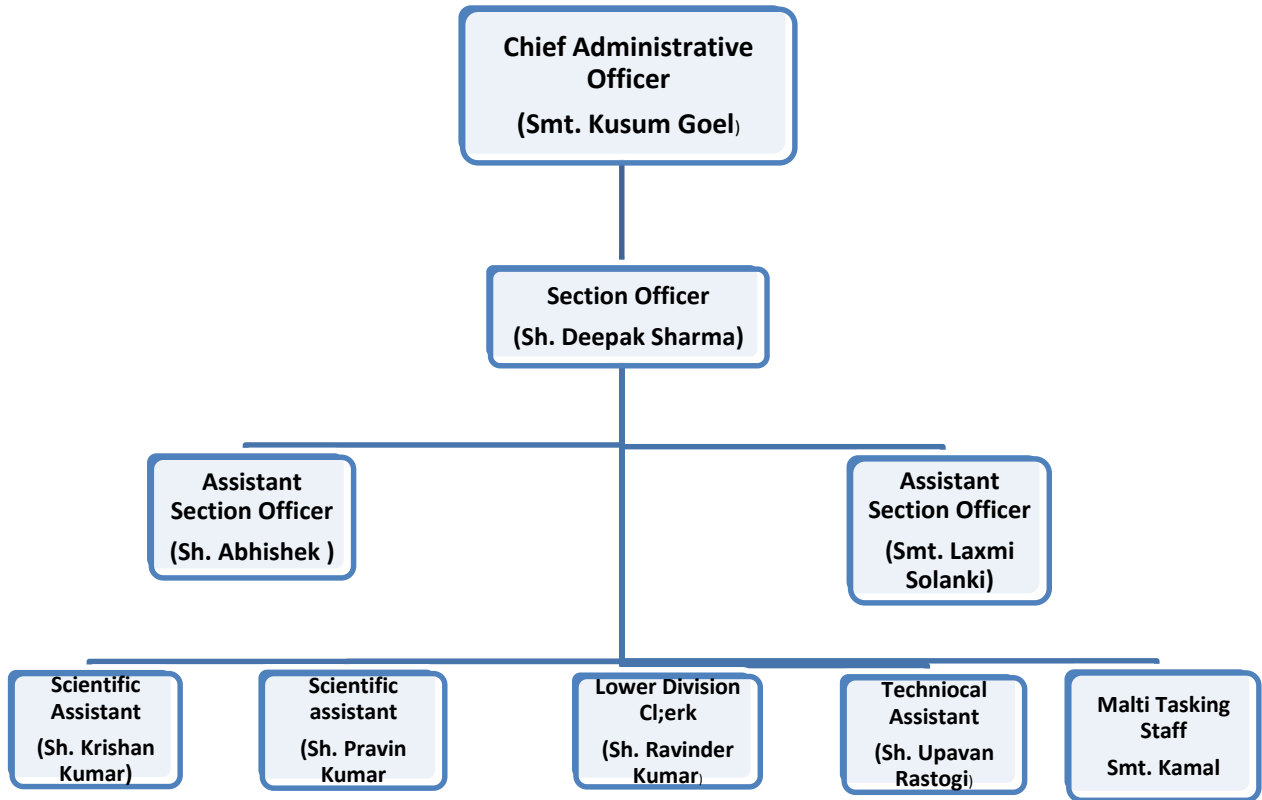 Chief Administrative
Officer
(Smt. Kusum Goel)
Section Officer
(Sh. Deepak Sharma)
Assistant
Section Officer
(Sh. Abhishek )
Assistant
Section Officer
(Smt. Laxmi
Solanki)
Scientific
Assistant
(Sh. Krishan
Kumar)
Scientific
assistant
(Sh. Pravin
Kumar
Lower Division
Cl;erk
(Sh. Ravinder
Kumar)
Techniocal
Assistant
(Sh. Upavan
Rastogi)
Malti Tasking
Staff
Smt. Kamal